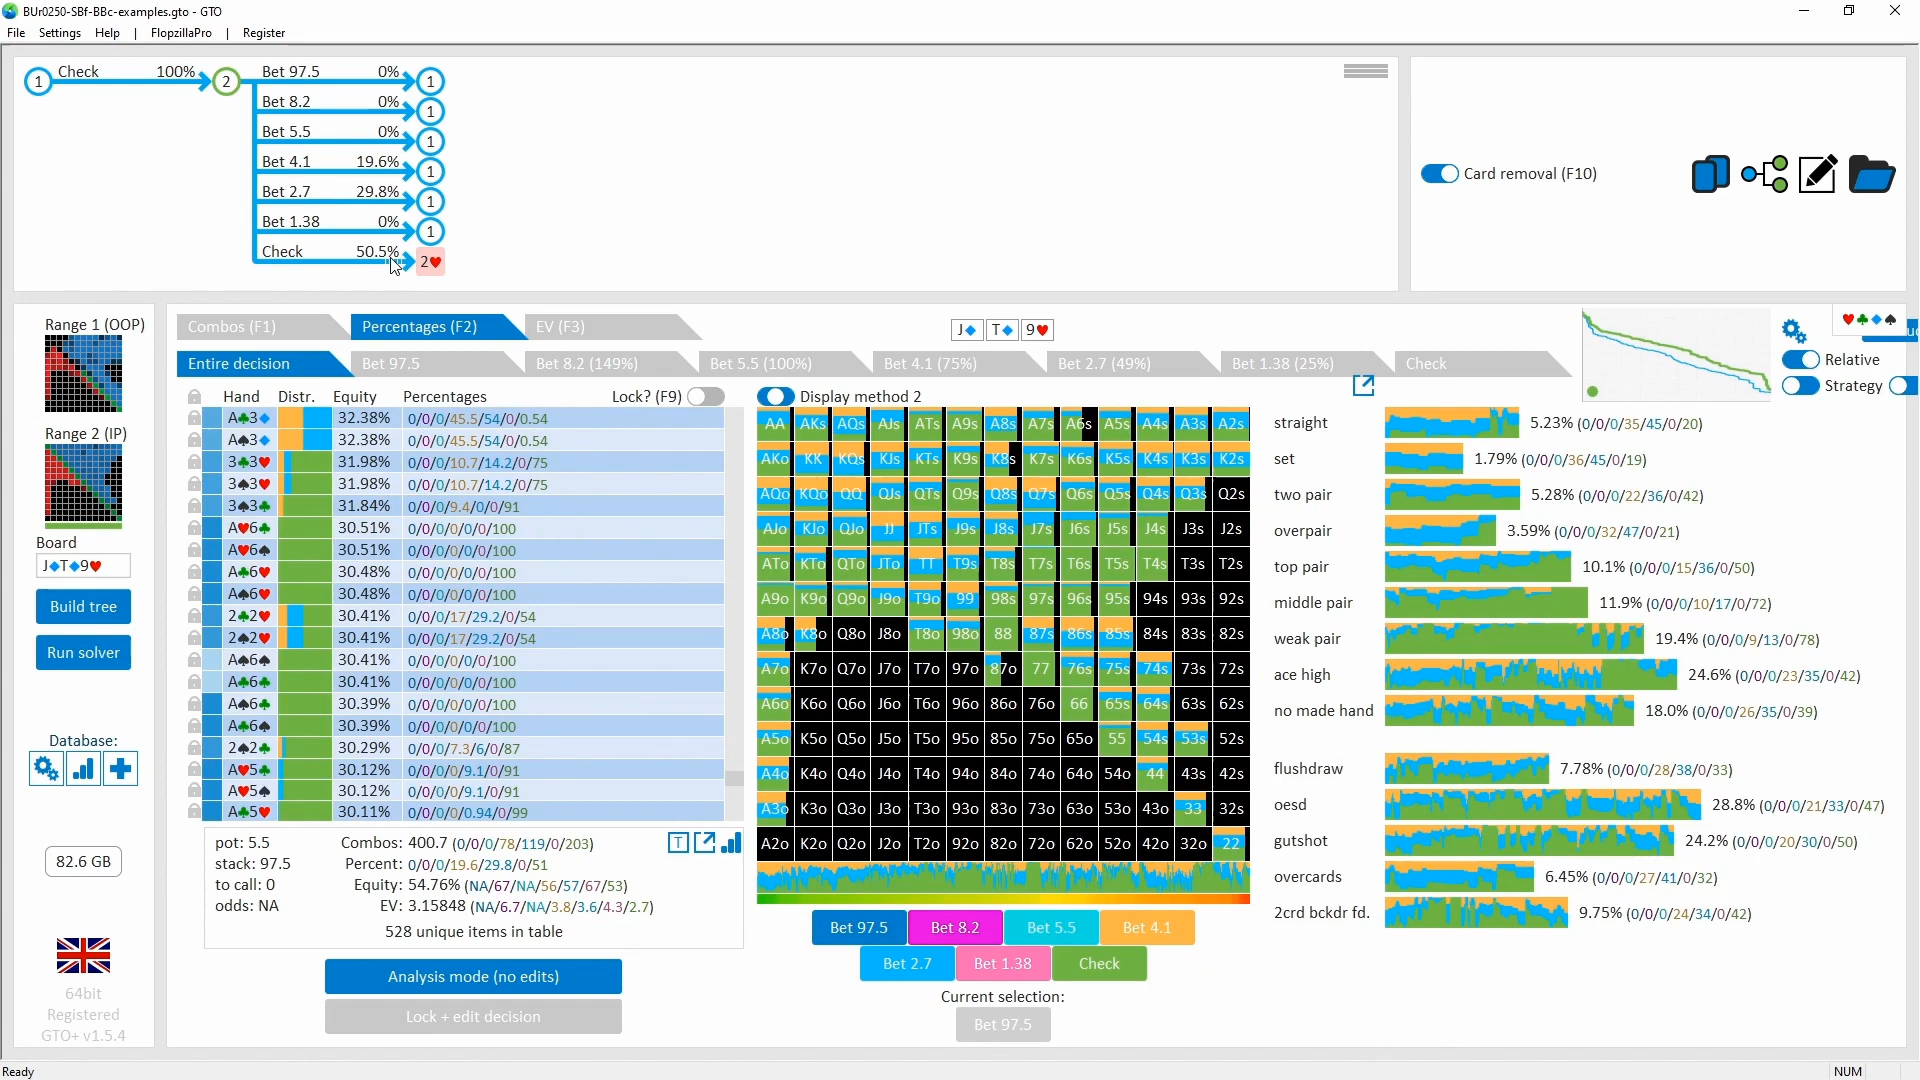 BUr0250-SBf-BBc-examples.gto - GTO
File Settings Help | FlopzillaPro | Register
1 Check 100% 2 Bet 97.5 0% 1
Bet 8.2 0% 1
Bet 5.5 0% 1
Bet 4.1 19.6% 1
Bet 2.7 29.8% 1
Bet 1.38 0% 1
Check 50.5% 2♥
Card removal (F10)
Range 1 (OOP)
Range 2 (IP)
Board
J♦T♦9♥
Build tree
Run solver
Database:
82.6 GB
64bit
Registered
GTO+ v1.5.4
Combos (F1) Percentages (F2) EV (F3)
J♦ T♦ 9♥
Entire decision Bet 97.5 Bet 8.2 (149%) Bet 5.5 (100%) Bet 4.1 (75%) Bet 2.7 (49%) Bet 1.38 (25%) Check
♥♣♦♠
Relative
Strategy
Hand Distr. Equity Percentages Lock? (F9)
A♣3♦ 32.38% 0/0/0/45.5/54/0/0.54
A♠3♦ 32.38% 0/0/0/45.5/54/0/0.54
3♣3♥ 31.98% 0/0/0/10.7/14.2/0/75
3♠3♥ 31.98% 0/0/0/10.7/14.2/0/75
3♠3♣ 31.84% 0/0/0/9.4/0/0/91
A♥6♣ 30.51% 0/0/0/0/0/0/100
A♥6♠ 30.51% 0/0/0/0/0/0/100
A♣6♥ 30.48% 0/0/0/0/0/0/100
A♠6♥ 30.48% 0/0/0/0/0/0/100
2♣2♥ 30.41% 0/0/0/17/29.2/0/54
2♠2♥ 30.41% 0/0/0/17/29.2/0/54
A♠6♠ 30.41% 0/0/0/0/0/0/100
A♣6♣ 30.41% 0/0/0/0/0/0/100
A♠6♣ 30.39% 0/0/0/0/0/0/100
A♣6♠ 30.39% 0/0/0/0/0/0/100
2♠2♣ 30.29% 0/0/0/7.3/6/0/87
A♥5♣ 30.12% 0/0/0/0/9.1/0/91
A♥5♠ 30.12% 0/0/0/0/9.1/0/91
A♣5♥ 30.11% 0/0/0/0/0.94/0/99
pot: 5.5 Combos: 400.7 (0/0/0/78/119/0/203)
stack: 97.5 Percent: 0/0/0/19.6/29.8/0/51
to call: 0 Equity: 54.76% (NA/67/NA/56/57/67/53)
odds: NA EV: 3.15848 (NA/6.7/NA/3.8/3.6/4.3/2.7)
528 unique items in table
T
Analysis mode (no edits)
Lock + edit decision
Display method 2
AA AKs AQs AJs ATs A9s A8s A7s A6s A5s A4s A3s A2s
AKo KK KQs KJs KTs K9s K8s K7s K6s K5s K4s K3s K2s
AQo KQo QQ QJs QTs Q9s Q8s Q7s Q6s Q5s Q4s Q3s Q2s
AJo KJo QJo JJ JTs J9s J8s J7s J6s J5s J4s J3s J2s
ATo KTo QTo JTo TT T9s T8s T7s T6s T5s T4s T3s T2s
A9o K9o Q9o J9o T9o 99 98s 97s 96s 95s 94s 93s 92s
A8o K8o Q8o J8o T8o 98o 88 87s 86s 85s 84s 83s 82s
A7o K7o Q7o J7o T7o 97o 87o 77 76s 75s 74s 73s 72s
A6o K6o Q6o J6o T6o 96o 86o 76o 66 65s 64s 63s 62s
A5o K5o Q5o J5o T5o 95o 85o 75o 65o 55 54s 53s 52s
A4o K4o Q4o J4o T4o 94o 84o 74o 64o 54o 44 43s 42s
A3o K3o Q3o J3o T3o 93o 83o 73o 63o 53o 43o 33 32s
A2o K2o Q2o J2o T2o 92o 82o 72o 62o 52o 42o 32o 22
Bet 97.5 Bet 8.2 Bet 5.5 Bet 4.1
Bet 2.7 Bet 1.38 Check
Current selection:
Bet 97.5
straight 5.23% (0/0/0/35/45/0/20)
set 1.79% (0/0/0/36/45/0/19)
two pair 5.28% (0/0/0/22/36/0/42)
overpair 3.59% (0/0/0/32/47/0/21)
top pair 10.1% (0/0/0/15/36/0/50)
middle pair 11.9% (0/0/0/10/17/0/72)
weak pair 19.4% (0/0/0/9/13/0/78)
ace high 24.6% (0/0/0/23/35/0/42)
no made hand 18.0% (0/0/0/26/35/0/39)
flushdraw 7.78% (0/0/0/28/38/0/33)
oesd 28.8% (0/0/0/21/33/0/47)
gutshot 24.2% (0/0/0/20/30/0/50)
overcards 6.45% (0/0/0/27/41/0/32)
2crd bckdr fd. 9.75% (0/0/0/24/34/0/42)
Ready NUM